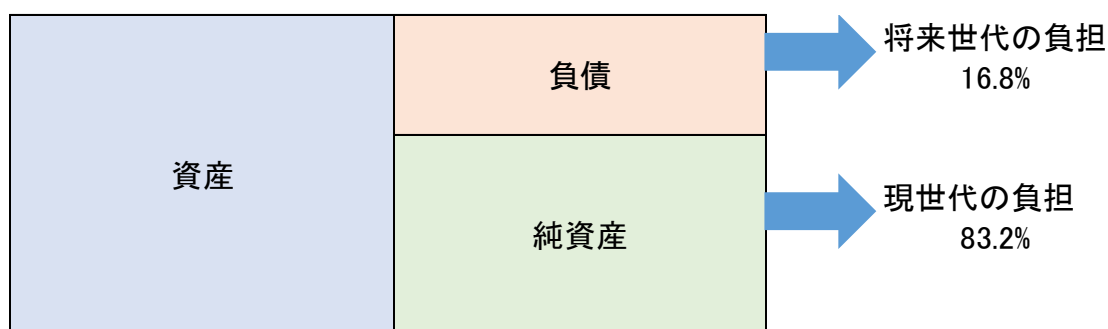 資産
負債
純資産
将来世代の負担
16.8%
現世代の負担
83.2%